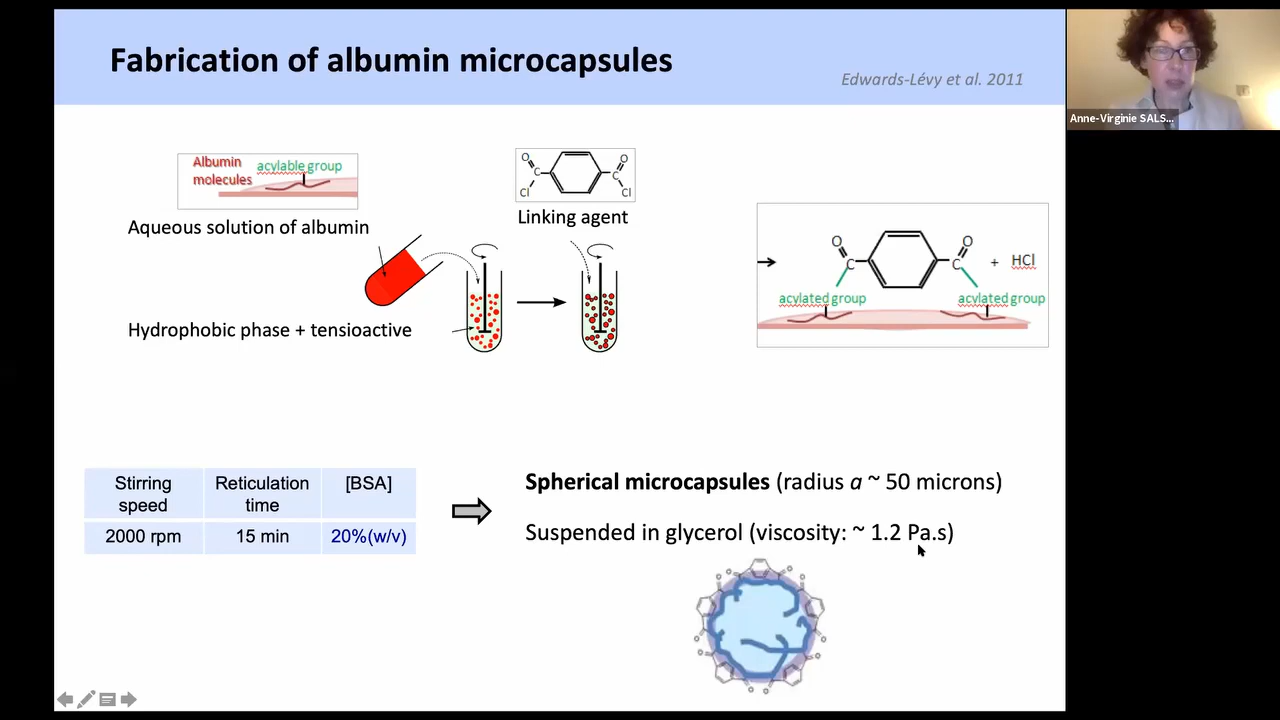 Fabrication of albumin microcapsules
Edwards-Lévy et al. 2011
Anne-Virginie SALS...
Albumin
molecules
acylable group
Aqueous solution of albumin
O
O
C
C
Cl
Cl
Linking agent
Hydrophobic phase + tensioactive
O
O
C
C
+ HCl
acylated group
acylated group
Stirring
speed
Reticulation
time
[BSA]
2000 rpm
15 min
20%(w/v)
Spherical microcapsules (radius a ~ 50 microns)
Suspended in glycerol (viscosity: ~ 1.2 Pa.s)